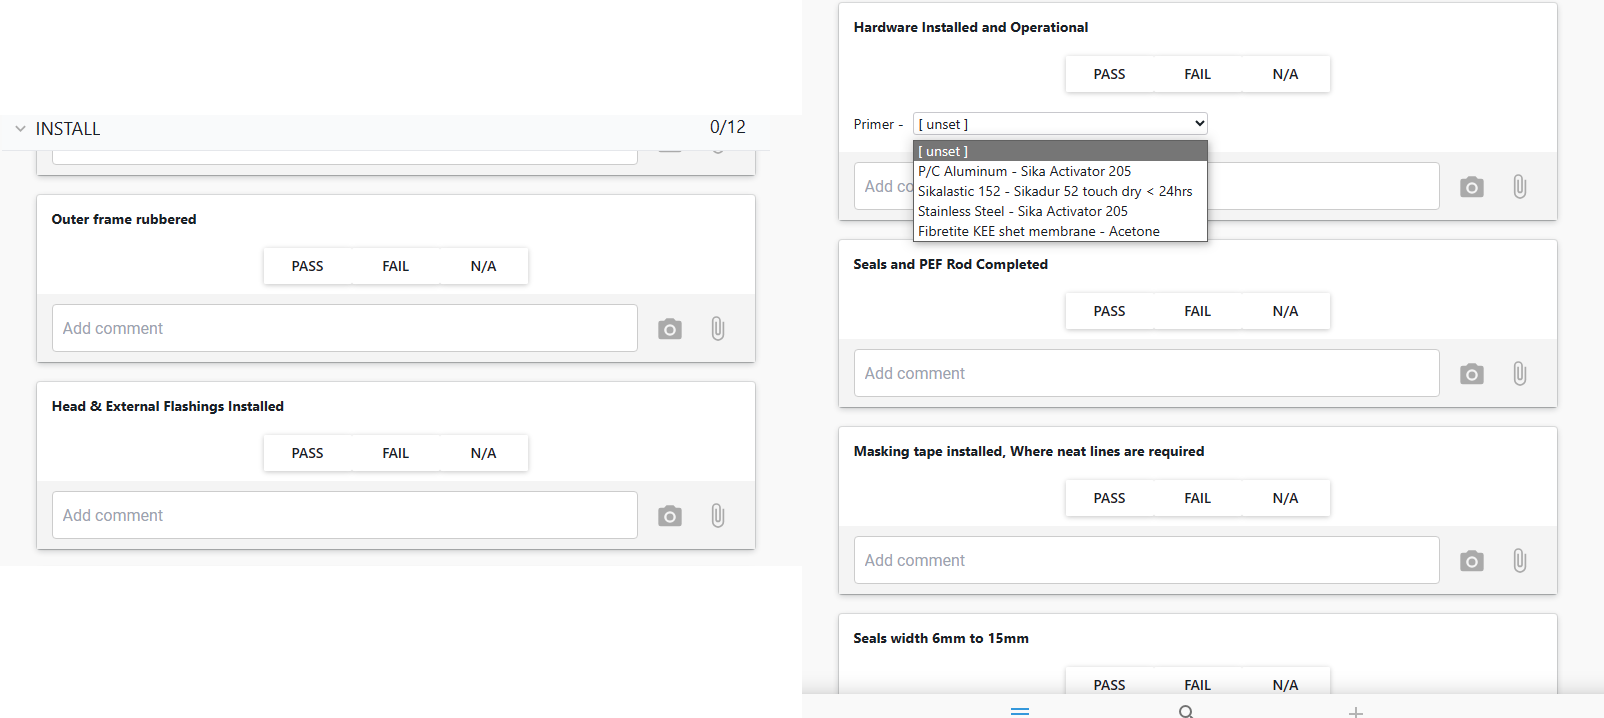 INSTALL 0/12
Outer frame rubbered
PASS FAIL N/A
Add comment
Head & External Flashings Installed
PASS FAIL N/A
Add comment
Hardware Installed and Operational
PASS FAIL N/A
Primer - [ unset ]
[ unset ]
P/C Aluminum - Sika Activator 205
Sikalastic 152 - Sikadur 52 touch dry < 24hrs
Stainless Steel - Sika Activator 205
Fibretite KEE shet membrane - Acetone
Add co
Seals and PEF Rod Completed
PASS FAIL N/A
Add comment
Masking tape installed, Where neat lines are required
PASS FAIL N/A
Add comment
Seals width 6mm to 15mm
PASS FAIL N/A